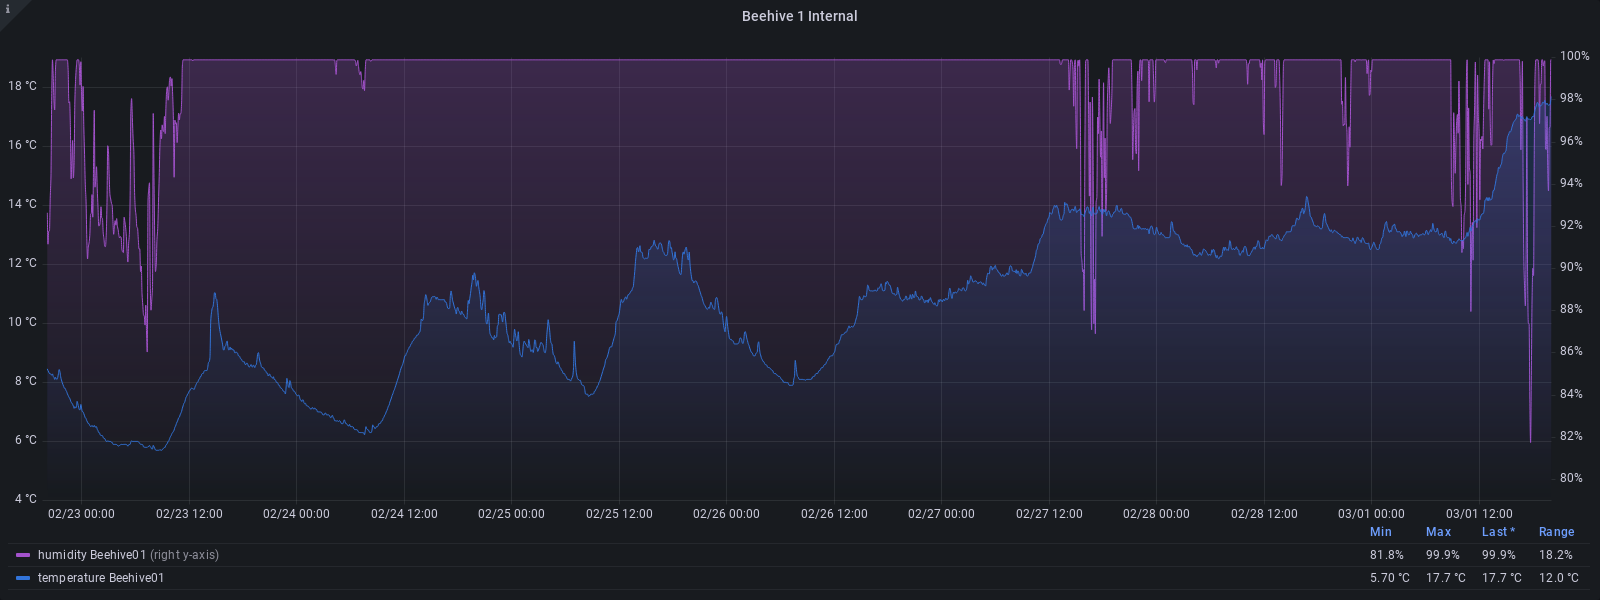 i
Beehive 1 Internal
100%
18 °C
98%
16 °C
96%
14 °C
94%
92%
12 °C
90%
10 °C
88%
86%
8 °C
84%
6 °C
82%
80%
4 °C
02/23 00:00 02/23 12:00 02/24 00:00 02/24 12:00 02/25 00:00 02/25 12:00 02/26 00:00 02/26 12:00 02/27 00:00 02/27 12:00 02/28 00:00 02/28 12:00 03/01 00:00 03/01 12:00
Min Max Last * Range
humidity Beehive01 (right y-axis) 81.8% 99.9% 99.9% 18.2%
temperature Beehive01 5.70 °C 17.7 °C 17.7 °C 12.0 °C